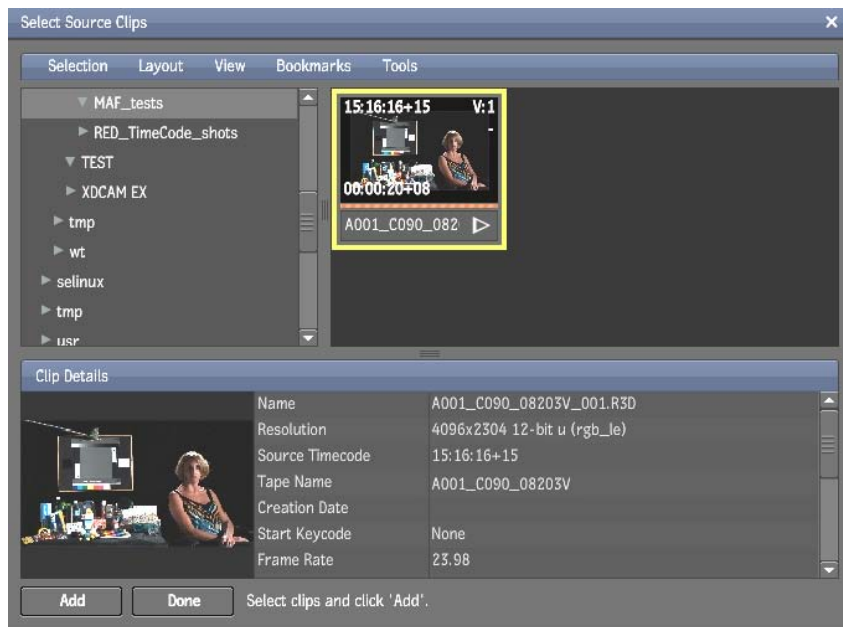 Select Source Clips
Selection Layout View Bookmarks Tools
MAF_tests
RED_TimeCode_shots
TEST
XDCAM EX
tmp
wt
selinux
tmp
usr
15:16:16+15 V:1
00:00:20+08
A001_C090_082
Clip Details
Name A001_C090_08203V_001.R3D
Resolution 4096x2304 12-bit u (rgb_le)
Source Timecode 15:16:16+15
Tape Name A001_C090_08203V
Creation Date
Start Keycode None
Frame Rate 23.98
Add Done Select clips and click 'Add'.